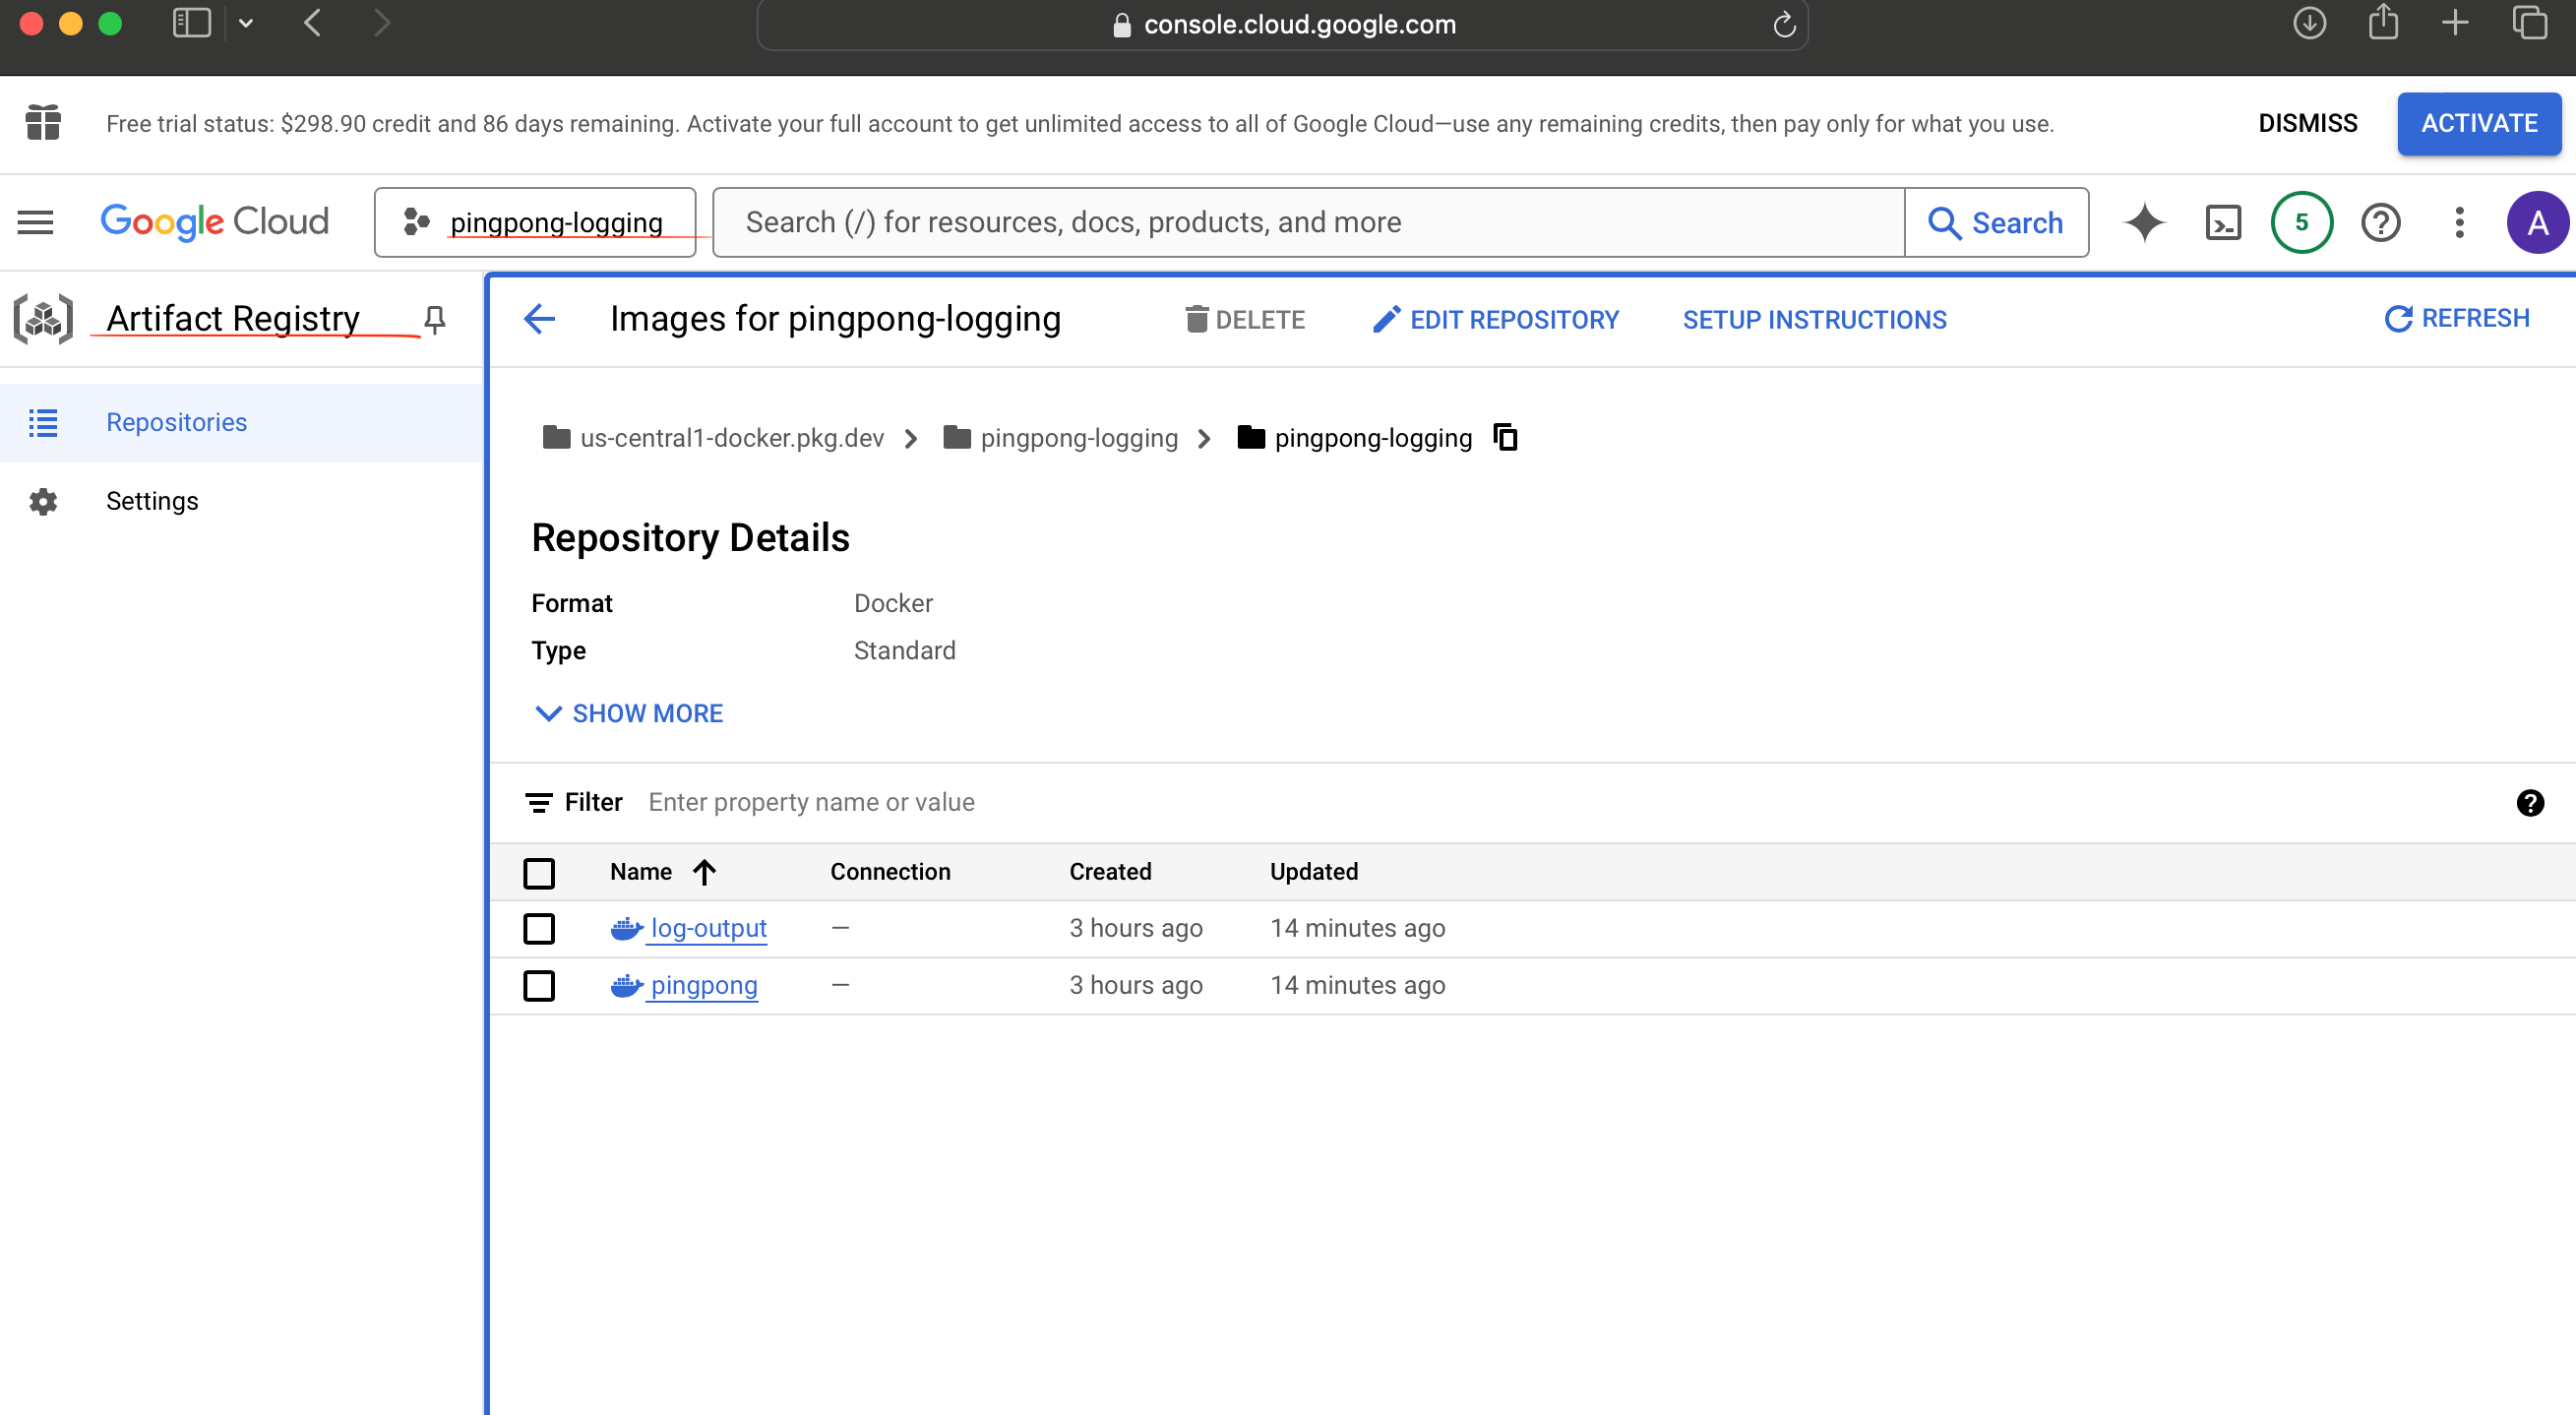 console.cloud.google.com
Free trial status: $298.90 credit and 86 days remaining. Activate your full account to get unlimited access to all of Google Cloud—use any remaining credits, then pay only for what you use.
DISMISS
ACTIVATE
Google Cloud
pingpong-logging
Search (/) for resources, docs, products, and more
Search
5
A
Artifact Registry
Images for pingpong-logging
DELETE
EDIT REPOSITORY
SETUP INSTRUCTIONS
REFRESH
Repositories
Settings
us-central1-docker.pkg.dev
pingpong-logging
pingpong-logging
Repository Details
Format Docker
Type Standard
SHOW MORE
Filter Enter property name or value
Name Connection Created Updated
log-output — 3 hours ago 14 minutes ago
pingpong — 3 hours ago 14 minutes ago